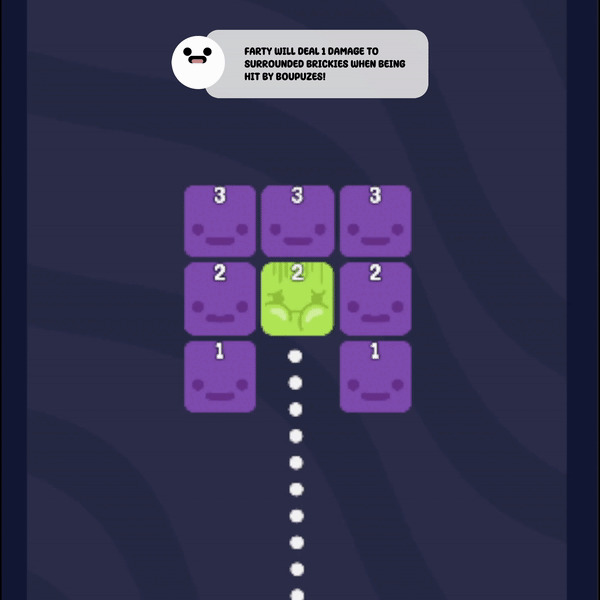 FARTY WILL DEAL 1 DAMAGE TO
SURROUNDED BRICKIES WHEN BEING
HIT BY BOUPUZES!
3 3 3
2 2 2
1 1